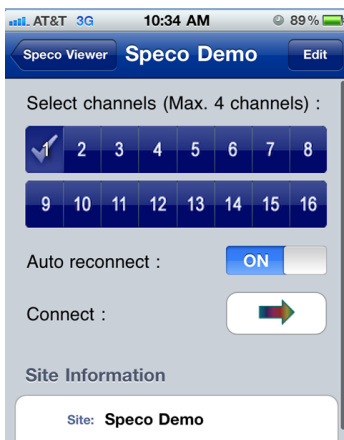 AT&T 3G 10:34 AM 89%
Speco Viewer Speco Demo Edit
Select channels (Max. 4 channels) :
1 2 3 4 5 6 7 8
9 10 11 12 13 14 15 16
Auto reconnect : ON
Connect :
Site Information
Site: Speco Demo